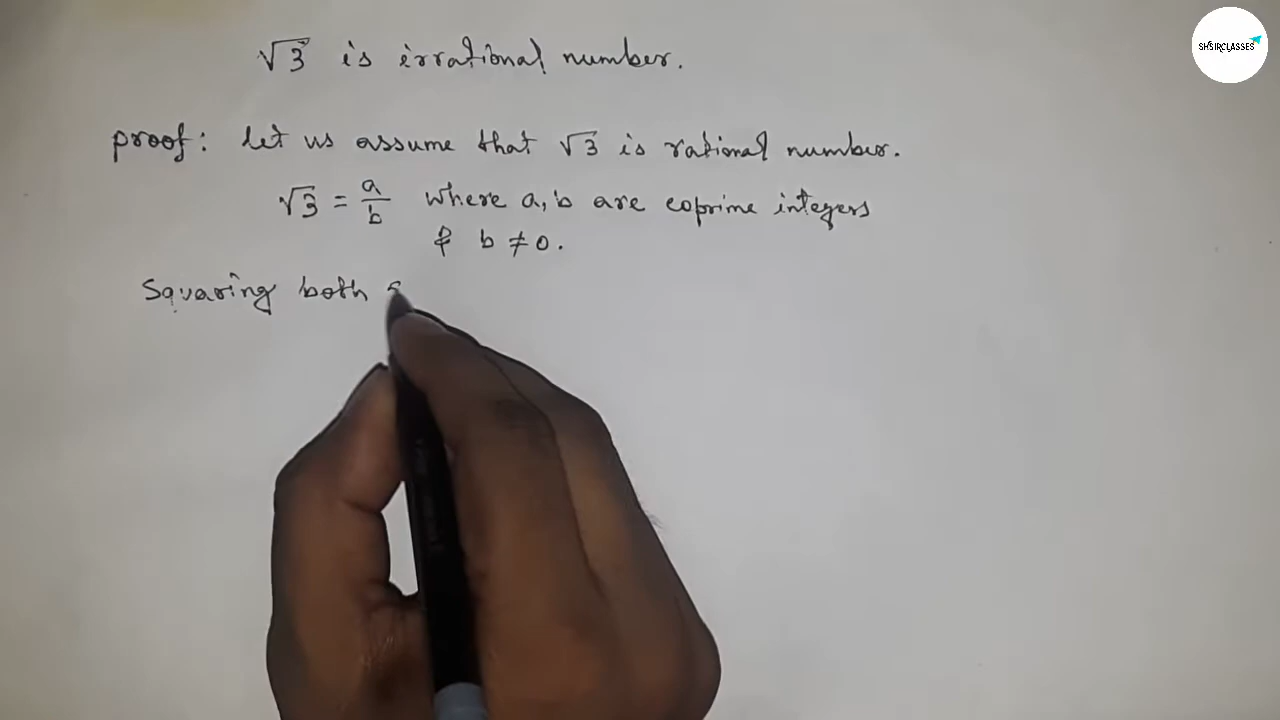 SHSIRCLASSES
√3 is irrational number.
proof: let us assume that √3 is rational number.
√3 = a/b where a, b are coprime integers
& b ≠ 0.
Squaring both s